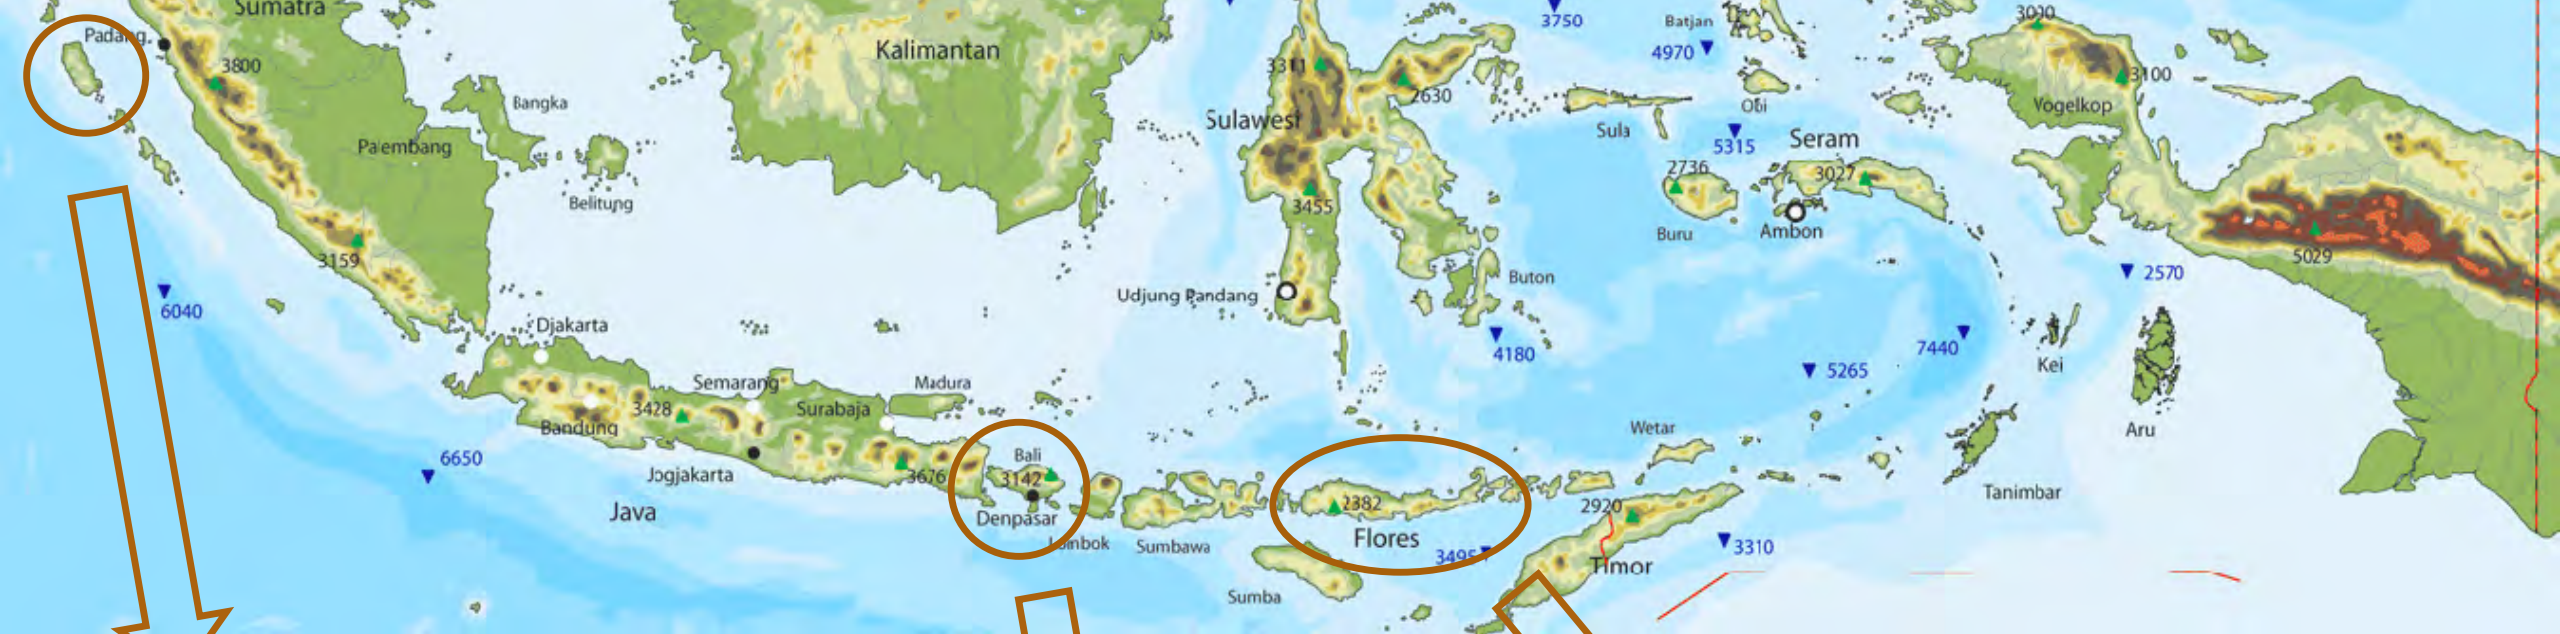 Sumatra
3750
Batjan
3000
Padang
Kalimantan
4970
3800
3311
3100
2630
Bangka
Obi
Vogelkop
Sulawesi
Sula
5315
Seram
Palembang
2736
3027
Belitung
3455
Buru
Ambon
3159
5029
2570
Udjung Pandang
Buton
6040
Djakarta
4180
7440
Kei
5265
Semarang
Madura
3428
Surabaja
Bandung
Wetar
Aru
Bali
6650
Jogjakarta
3676
3142
Tanimbar
2382
2920
Java
Denpasar
Flores
Lombok
Sumbawa
3495
3310
Timor
Sumba